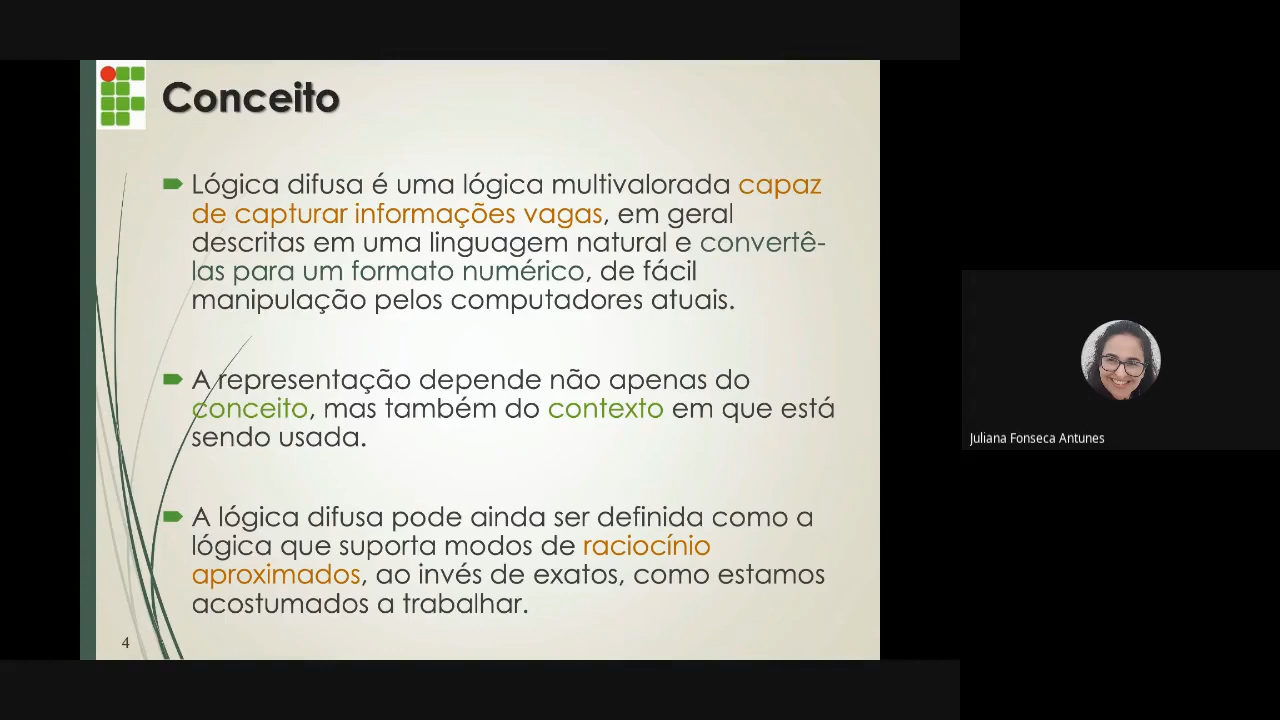 Conceito
Lógica difusa é uma lógica multivalorada capaz
de capturar informações vagas, em geral
descritas em uma linguagem natural e convertê-
las para um formato numérico, de fácil
manipulação pelos computadores atuais.
A representação depende não apenas do
conceito, mas também do contexto em que está
sendo usada.
A lógica difusa pode ainda ser definida como a
lógica que suporta modos de raciocínio
aproximados, ao invés de exatos, como estamos
acostumados a trabalhar.
4
Juliana Fonseca Antunes